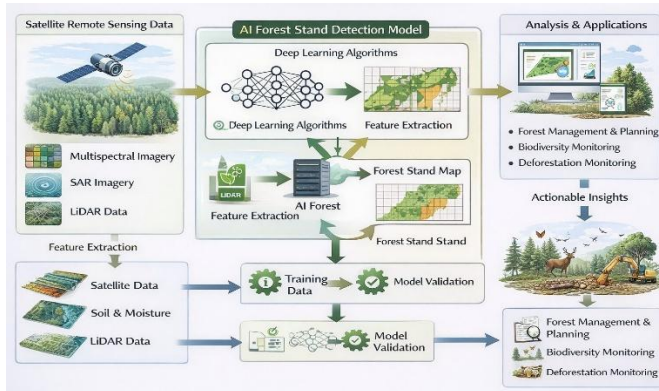 Satellite Remote Sensing Data
Multispectral Imagery
SAR Imagery
LiDAR Data
Feature Extraction
Satellite Data
Soil & Moisture
LiDAR Data
AI Forest Stand Detection Model
Deep Learning Algorithms
Deep Learning Algorithms
Feature Extraction
LiDAR
Feature Extraction
AI Forest
Forest Stand Map
Forest Stand Stand
Training
Data
Model Validation
Model
Validation
Analysis & Applications
• Forest Management & Planning
• Biodiversity Monitoring
• Deforestation Monitoring
Actionable Insights
Forest Management &
Planning
Biodiversity Monitoring
Deforestation Monitoring